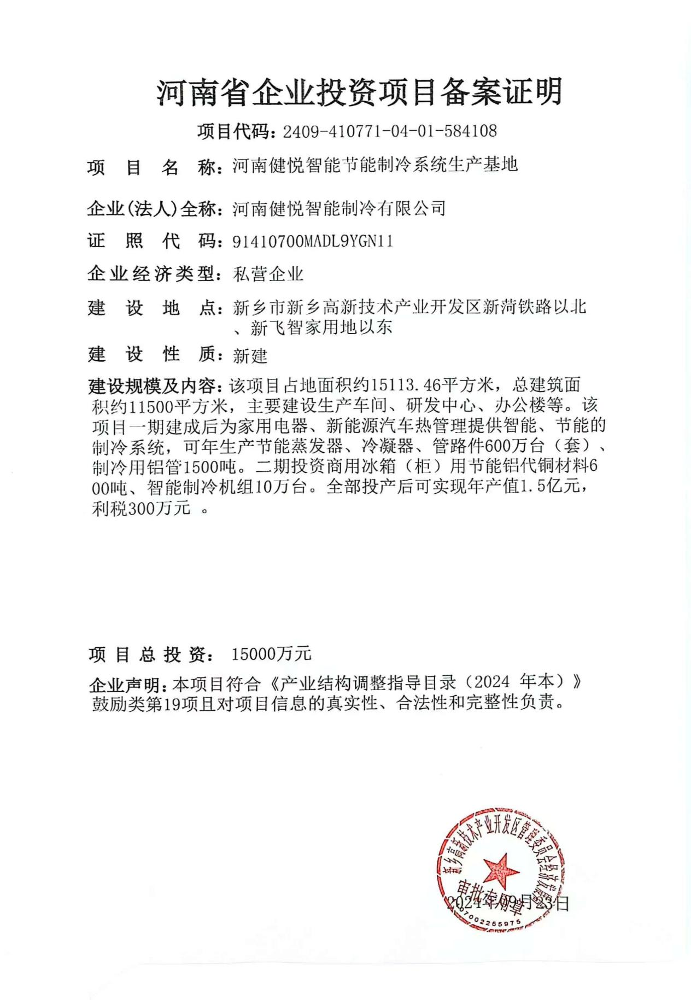 河南省企业投资项目备案证明
项目代码：2409-410771-04-01-584108
项目名称：河南健悦智能节能制冷系统生产基地
企业(法人)全称：河南健悦智能制冷有限公司
证照代码：91410700MADL9YGN11
企业经济类型：私营企业
建设地点：新乡市新乡高新技术产业开发区新菏铁路以北
、新飞智家用地以东
建设性质：新建
建设规模及内容：该项目占地面积约15113.46平方米，总建筑面
积约11500平方米，主要建设生产车间、研发中心、办公楼等。该
项目一期建成后为家用电器、新能源汽车热管理提供智能、节能的
制冷系统，可年生产节能蒸发器、冷凝器、管路件600万台（套）、
制冷用铝管1500吨。二期投资商用冰箱（柜）用节能铝代铜材料6
00吨、智能制冷机组10万台。全部投产后可实现年产值1.5亿元，
利税300万元 。
项目总投资： 15000万元
企业声明：本项目符合《产业结构调整指导目录（2024 年本）》
鼓励类第19项且对项目信息的真实性、合法性和完整性负责。
新乡高新技术产业开发区管理委员会经济发展局
审批专用章
2024年09月23日
07002255975